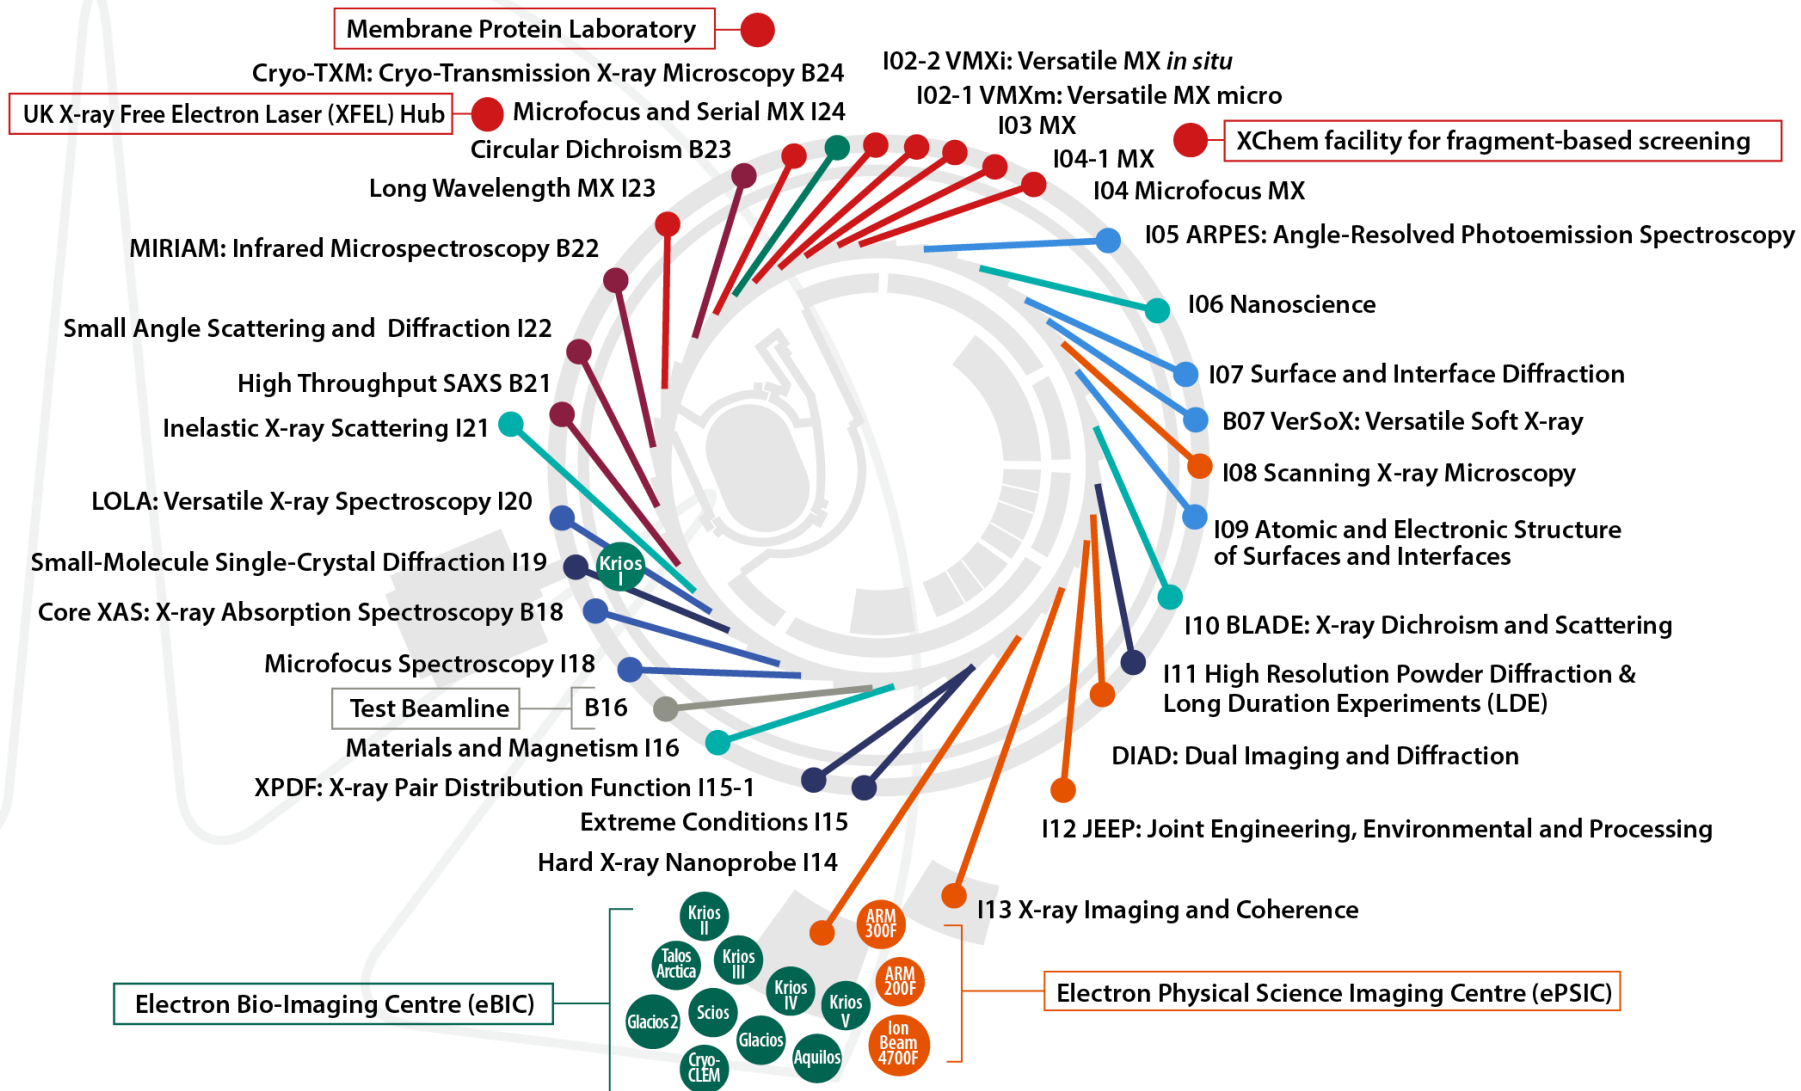 Membrane Protein Laboratory
Cryo-TXM: Cryo-Transmission X-ray Microscopy B24
UK X-ray Free Electron Laser (XFEL) Hub
Microfocus and Serial MX I24
Circular Dichroism B23
Long Wavelength MX I23
MIRIAM: Infrared Microspectroscopy B22
Small Angle Scattering and Diffraction I22
High Throughput SAXS B21
Inelastic X-ray Scattering I21
LOLA: Versatile X-ray Spectroscopy I20
Small-Molecule Single-Crystal Diffraction I19
Krios
I
Core XAS: X-ray Absorption Spectroscopy B18
Microfocus Spectroscopy I18
Test Beamline
B16
Materials and Magnetism I16
XPDF: X-ray Pair Distribution Function I15-1
Extreme Conditions I15
Hard X-ray Nanoprobe I14
I02-2 VMXi: Versatile MX in situ
I02-1 VMXm: Versatile MX micro
I03 MX
XChem facility for fragment-based screening
I04-1 MX
I04 Microfocus MX
I05 ARPES: Angle-Resolved Photoemission Spectroscopy
I06 Nanoscience
I07 Surface and Interface Diffraction
B07 VerSoX: Versatile Soft X-ray
I08 Scanning X-ray Microscopy
I09 Atomic and Electronic Structure
of Surfaces and Interfaces
I10 BLADE: X-ray Dichroism and Scattering
I11 High Resolution Powder Diffraction &
Long Duration Experiments (LDE)
DIAD: Dual Imaging and Diffraction
I12 JEEP: Joint Engineering, Environmental and Processing
I13 X-ray Imaging and Coherence
Electron Bio-Imaging Centre (eBIC)
Krios
II
Talos
Arctica
Krios
III
Krios
IV
Krios
V
Glacios 2
Scios
Glacios
Aquilos
Cryo-
CLEM
ARM
300F
ARM
200F
Ion
Beam
4700F
Electron Physical Science Imaging Centre (ePSIC)